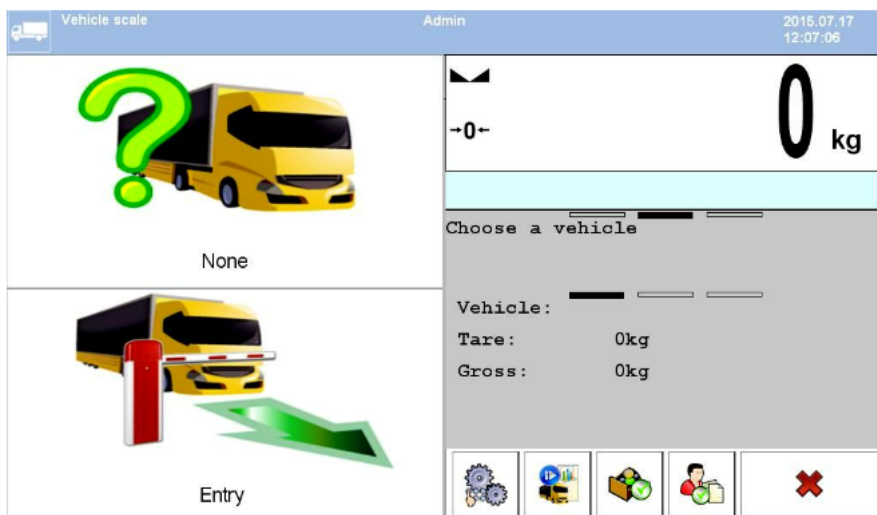 Vehicle scale
Admin
2015.07.17
12:07:06
None
Entry
→0←
0 kg
Choose a vehicle
Vehicle:
Tare: 0kg
Gross: 0kg